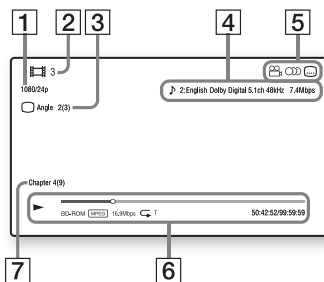 1 2 3 4 5
3
1080/24p
2:English Dolby Digital 5.1ch 48kHz 7.4Mbps
Angle 2(3)
Chapter 4(9)
BD-ROM MPEG 16.9Mbps T 50:42:52/99:59:59
7 6